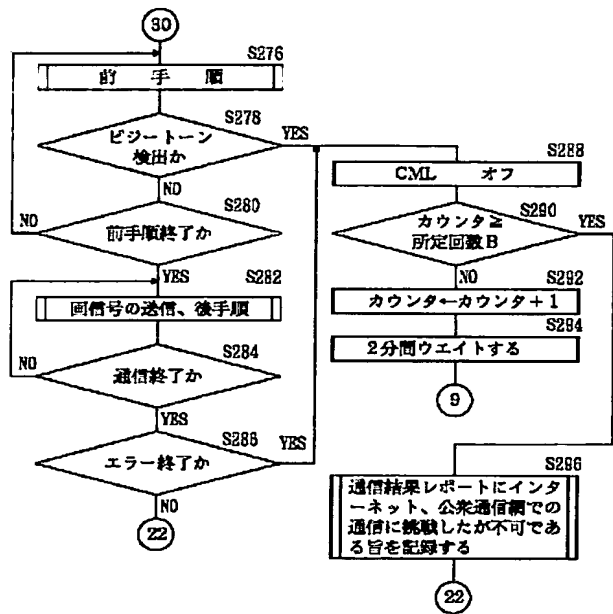 30
S276
前 手 順
S278
ビジートーン
検出か
YES
NO
S280
前手順終了か
NO
YES
S282
画信号の送信、後手順
S284
通信終了か
NO
YES
S286
エラー終了か
YES
NO
22
S288
CML オフ
S290
カウンタ≧
所定回数B
YES
NO
S292
カウンタ←カウンタ+1
S294
2分間ウエイトする
9
S296
通信結果レポートにインタ
ーネット、公衆通信網での
通信に挑戦したが不可であ
る旨を記録する
22